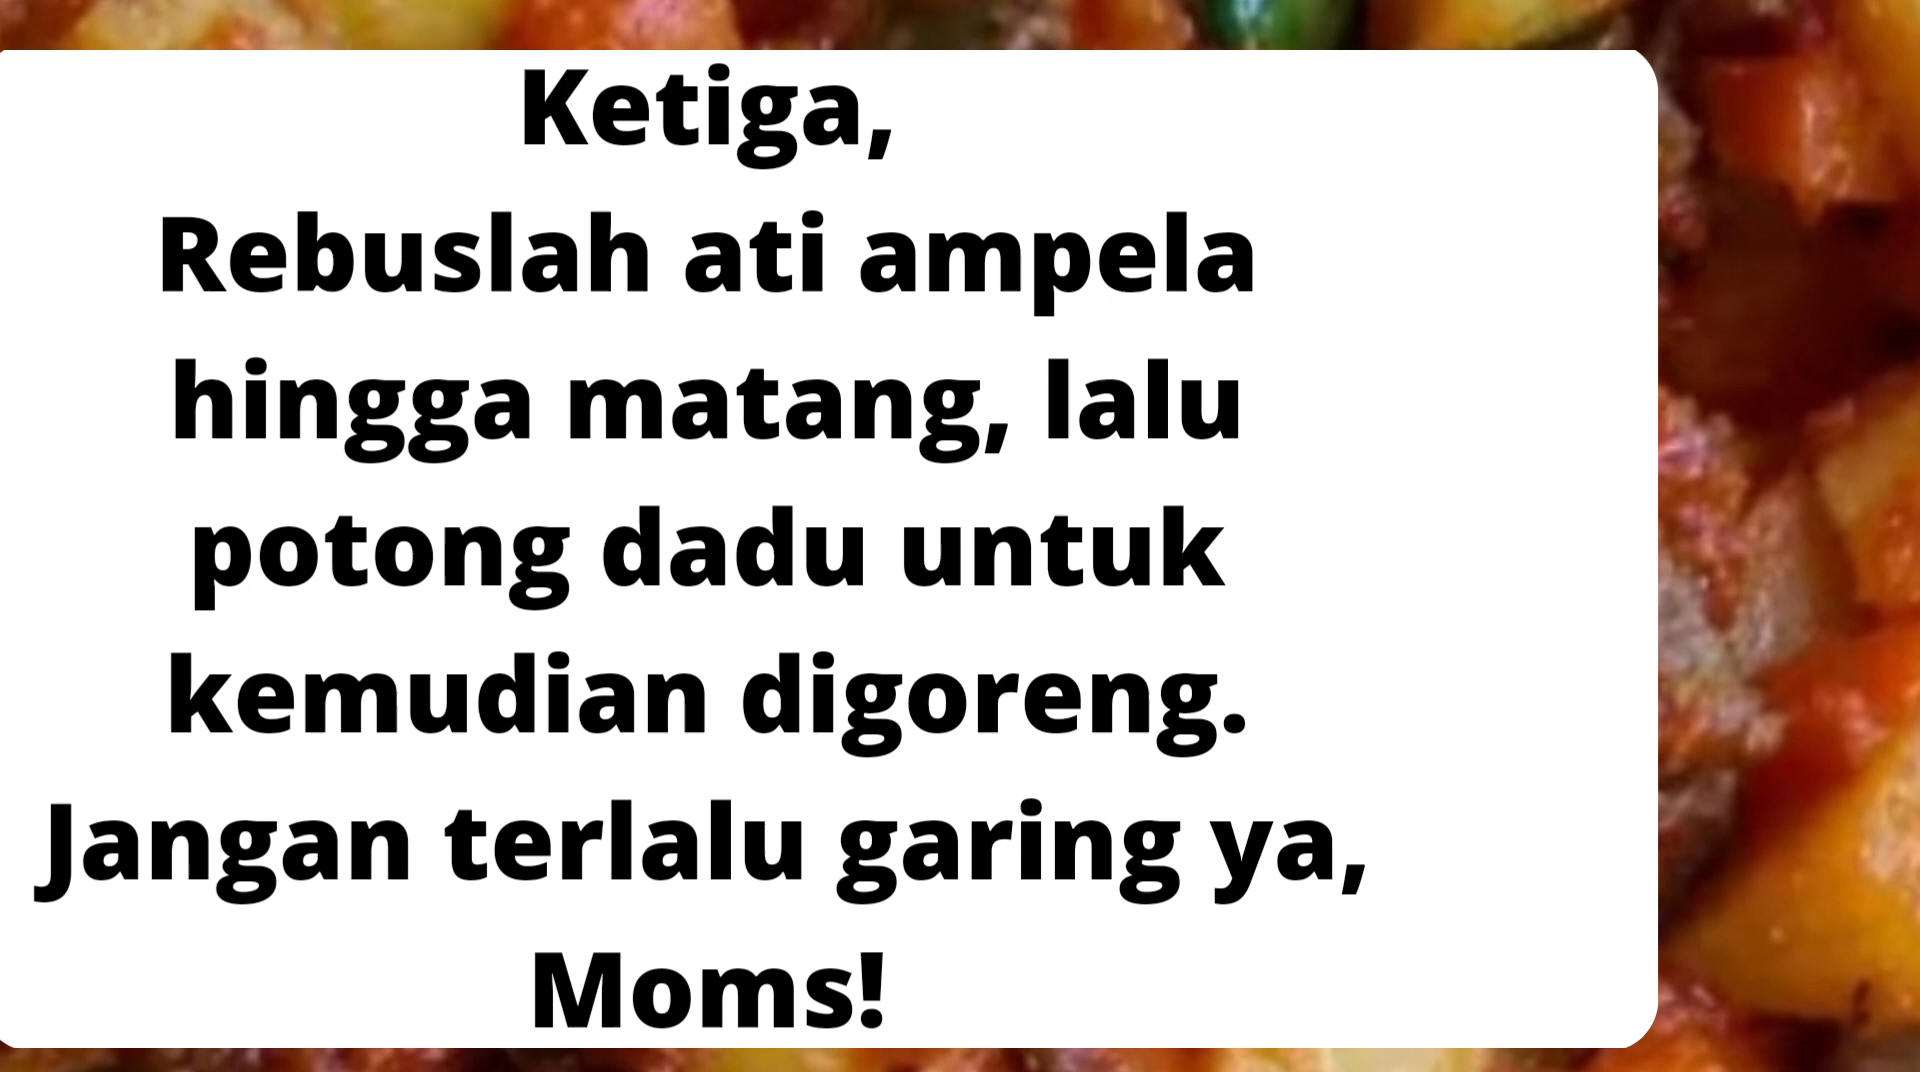 Ketiga,
Rebuslah ati ampela
hingga matang, lalu
potong dadu untuk
kemudian digoreng.
Jangan terlalu garing ya,
Moms!